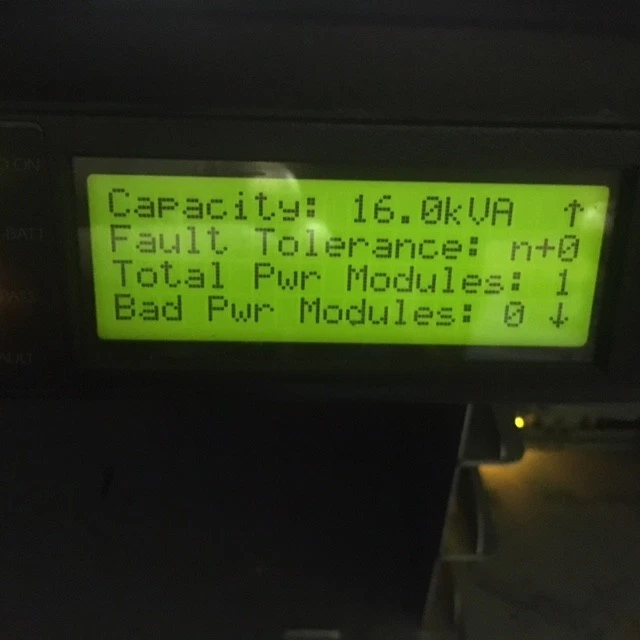 Capacity: 16.0kVA ↑
Fault Tolerance: n+0
Total Pwr Modules: 1
Bad Pwr Modules: 0 ↓